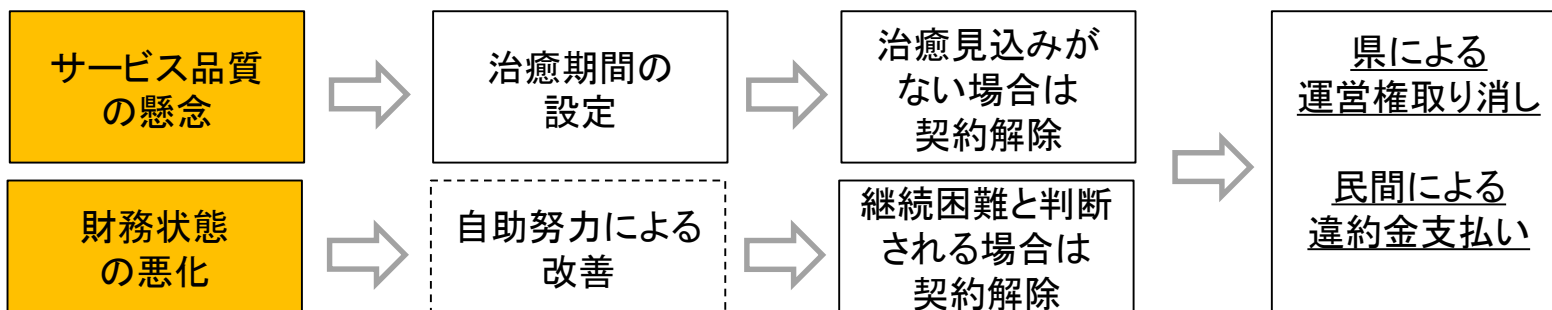 サービス品質
の懸念
治癒期間の
設定
治癒見込みが
ない場合は
契約解除
財務状態
の悪化
自助努力による
改善
継続困難と判断
される場合は
契約解除
県による
運営権取り消し
民間による
違約金支払い